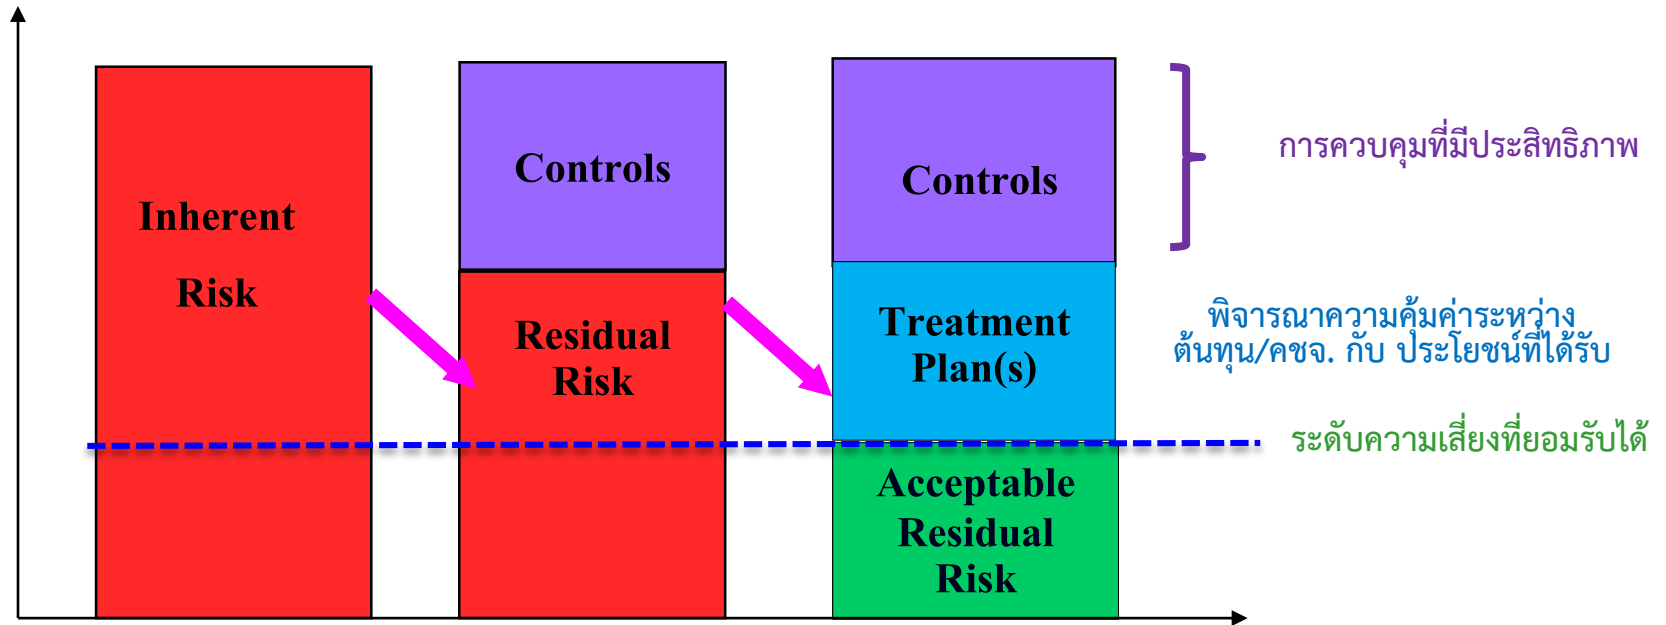 Inherent
Risk
Controls
Residual
Risk
Controls
Treatment
Plan(s)
Acceptable
Residual
Risk
การควบคุมที่มีประสิทธิภาพ
พิจารณาความคุ้มค่าระหว่าง
ต้นทุน/คชจ. กับ ประโยชน์ที่ได้รับ
ระดับความเสี่ยงที่ยอมรับได้